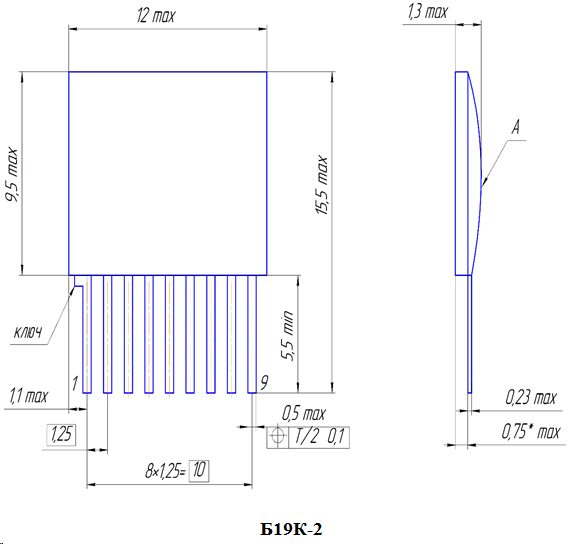 12 max
1,3 max
А
9,5 max
15,5 max
5,5 min
ключ
1
9
1,1 max
0,5 max
0,23 max
1,25
T/2 0,1
0,75* max
8×1,25= 10
Б19К-2